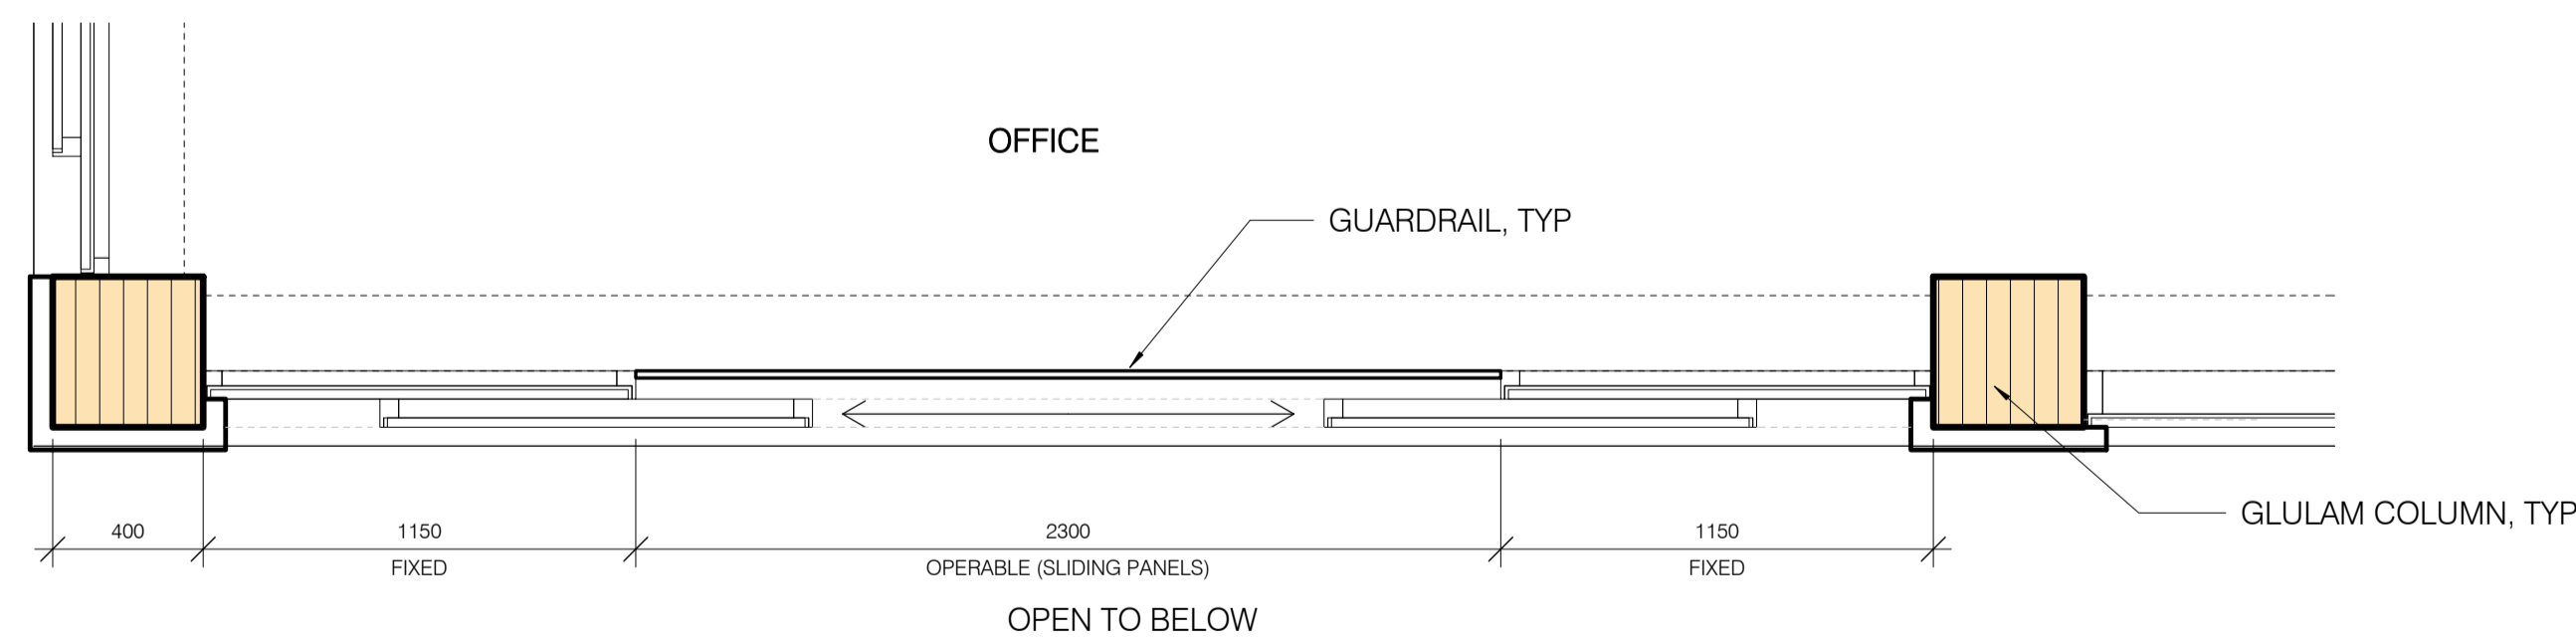 OFFICE
GUARDRAIL, TYP
GLULAM COLUMN, TYP
400
1150
2300
1150
FIXED
OPERABLE (SLIDING PANELS)
FIXED
OPEN TO BELOW